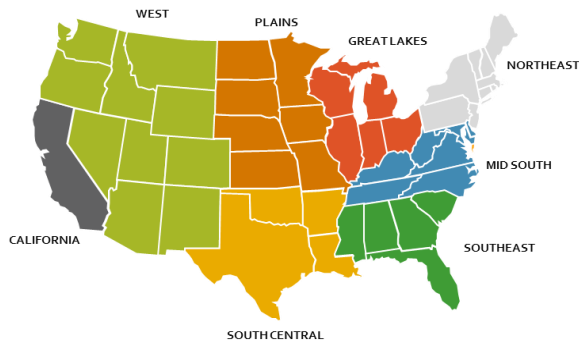 WEST
PLAINS
GREAT LAKES
NORTHEAST
MID SOUTH
CALIFORNIA
SOUTHEAST
SOUTH CENTRAL